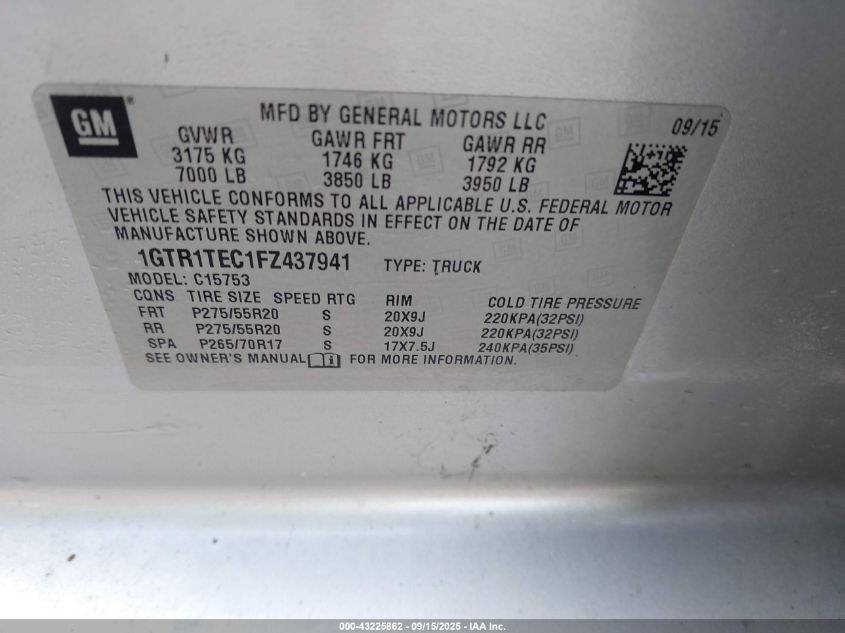 GM
MFD BY GENERAL MOTORS LLC 09/15
GVWR GAWR FRT GAWR RR
3175 KG 1746 KG 1792 KG
7000 LB 3850 LB 3950 LB
THIS VEHICLE CONFORMS TO ALL APPLICABLE U.S. FEDERAL MOTOR
VEHICLE SAFETY STANDARDS IN EFFECT ON THE DATE OF
MANUFACTURE SHOWN ABOVE.
1GTR1TEC1FZ437941 TYPE: TRUCK
MODEL: C15753
CQNS TIRE SIZE SPEED RTG RIM COLD TIRE PRESSURE
FRT P275/55R20 S 20X9J 220KPA(32PSI)
RR P275/55R20 S 20X9J 220KPA(32PSI)
SPA P265/70R17 S 17X7.5J 240KPA(35PSI)
SEE OWNER'S MANUAL FOR MORE INFORMATION.
000-43225862 - 09/15/2025 - IAA Inc.